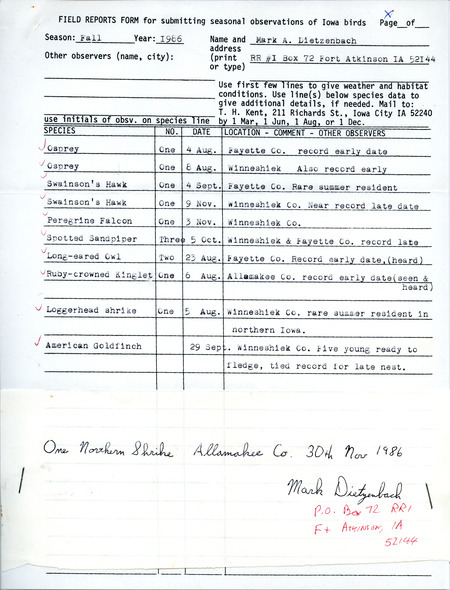 FIELD REPORTS FORM for submitting seasonal observations of Iowa birds Page__of__
x
Season: Fall Year: 1986 Name and Mark A. Dietzenbach
address
Other observers (name, city): (print RR #1 Box 72 Fort Atkinson IA 52144
or type)
Use first few lines to give weather and habitat
conditions. Use line(s) below species data to
give additional details, if needed. Mail to:
T. H. Kent, 211 Richards St., Iowa City IA 52240
use initials of obsv. on species line by 1 Mar, 1 Jun, 1 Aug, or 1 Dec.
SPECIES NO. DATE LOCATION - COMMENT - OTHER OBSERVERS
Osprey One 4 Aug. Fayette Co. record early date
Osprey One 8 Aug. Winneshiek Also record early
Swainson's Hawk One 4 Sept. Fayette Co. Rare summer resident
Swainson's Hawk One 9 Nov. Winneshiek Co. Near record late date
Peregrine Falcon One 3 Nov. Winneshiek Co.
Spotted Sandpiper Three 5 Oct. Winneshiek & Fayette Co. record late
Long-eared Owl Two 23 Aug. Fayette Co. Record early date.(heard)
Ruby-crowned Kinglet One 6 Aug. Allamakee Co. record early date(seen &
heard)
Loggerhead shrike One 5 Aug. Winneshiek Co. rare summer resident in
northern Iowa.
American Goldfinch 29 Sept. Winneshiek Co. Five young ready to
fledge, tied record for late nest.
One Northern Shrike Allamakee Co. 30th Nov 1986
Mark Dietzenbach
P.O. Box 72 RR1
Ft Atkinson, IA
52144